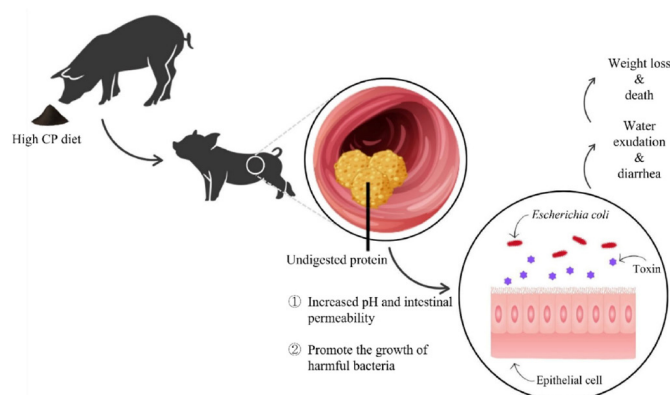 High CP diet
Undigested protein
① Increased pH and intestinal
permeability
② Promote the growth of
harmful bacteria
Weight loss
&
death
Water
exudation
&
diarrhea
Escherichia coli
Toxin
Epithelial cell